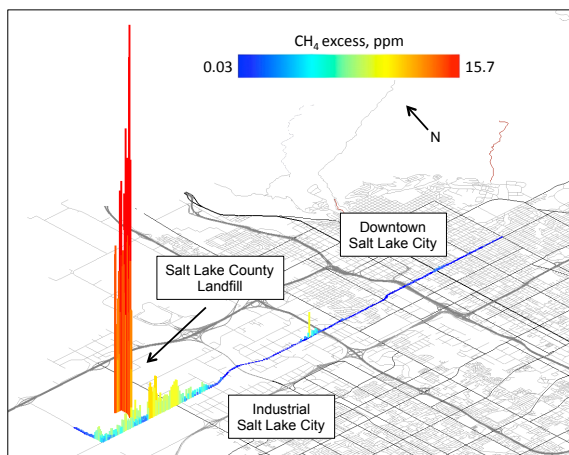 CH₄ excess, ppm
0.03
15.7
N
Downtown
Salt Lake City
Salt Lake County
Landfill
Industrial
Salt Lake City